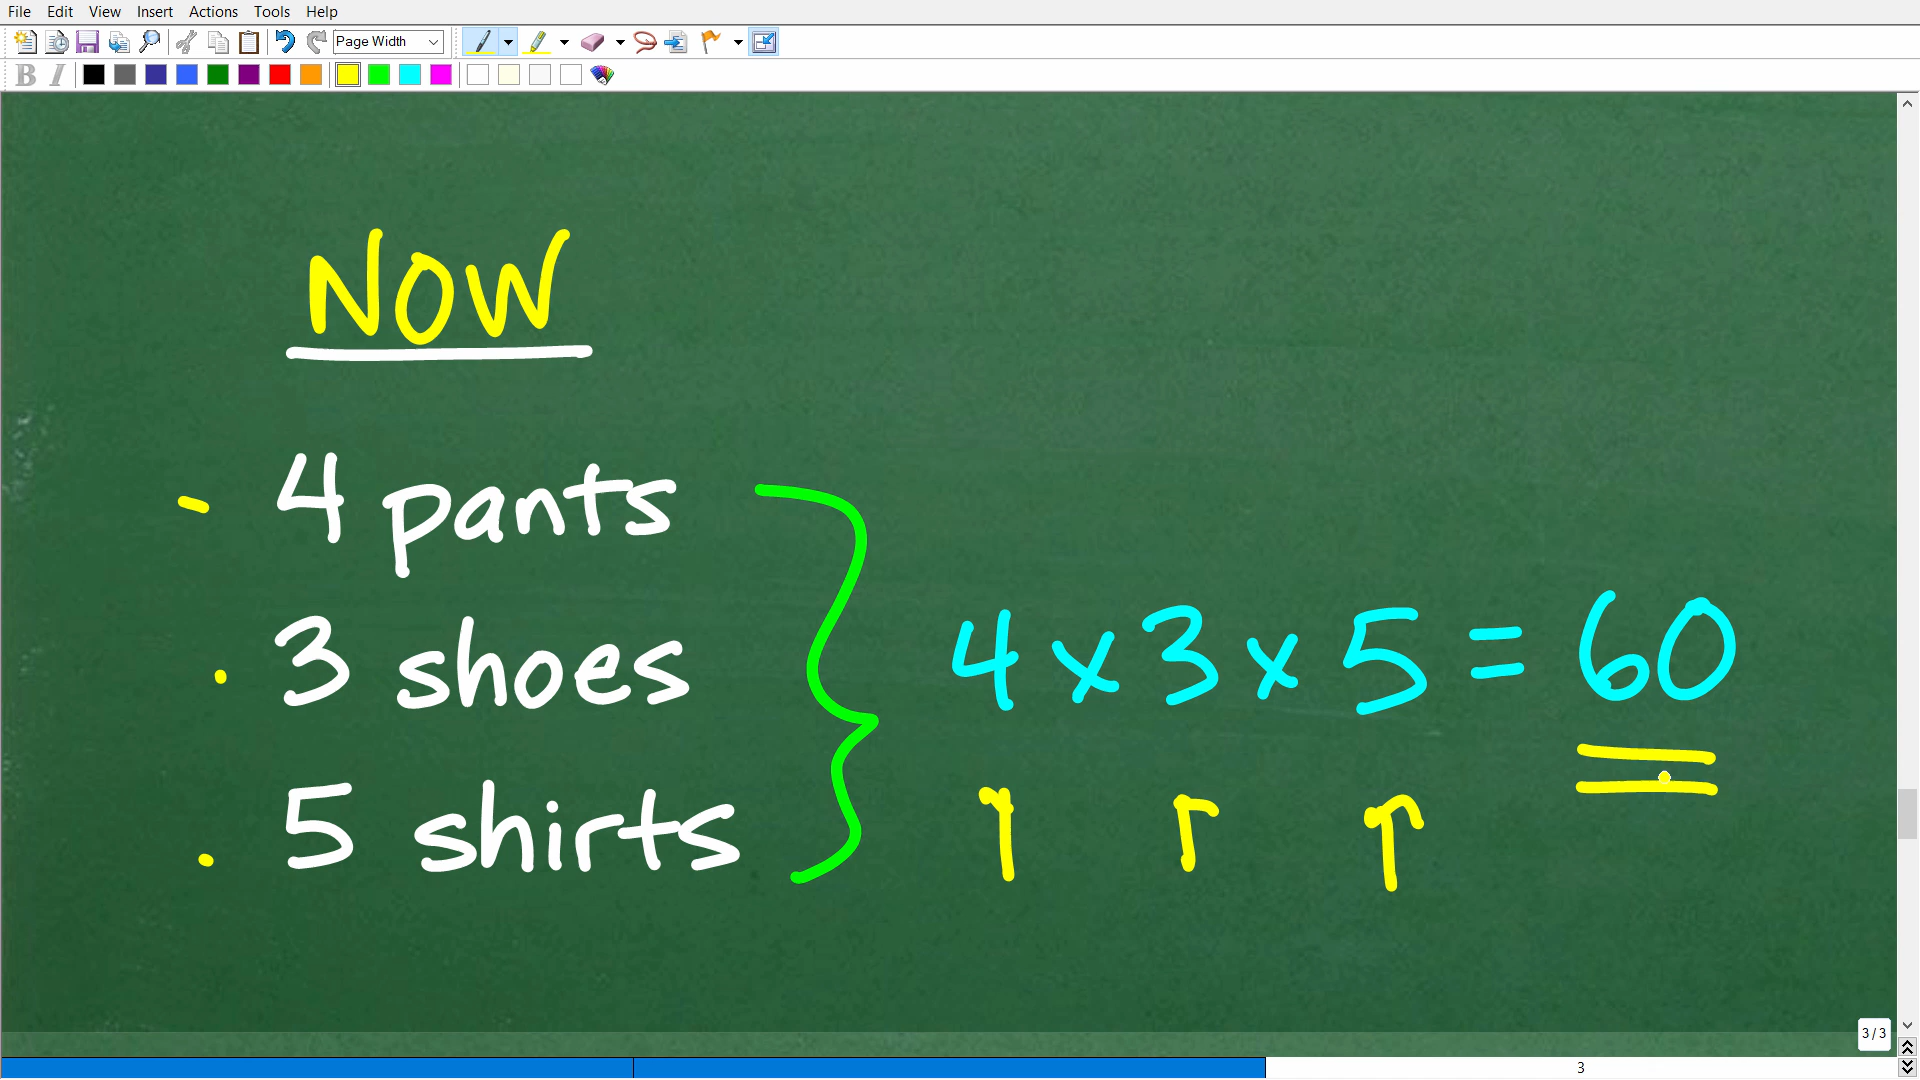 File Edit View Insert Actions Tools Help
Page Width
B I
NOW
4 pants
3 shoes
5 shirts
4 x 3 x 5 = 60
3 / 3
3